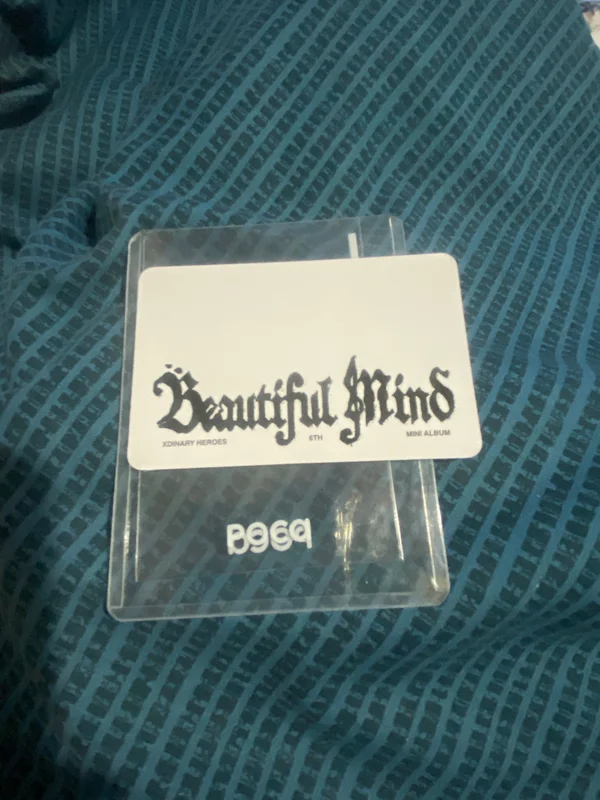 Beautiful Mind
XDINARY HEROES 6TH MINI ALBUM